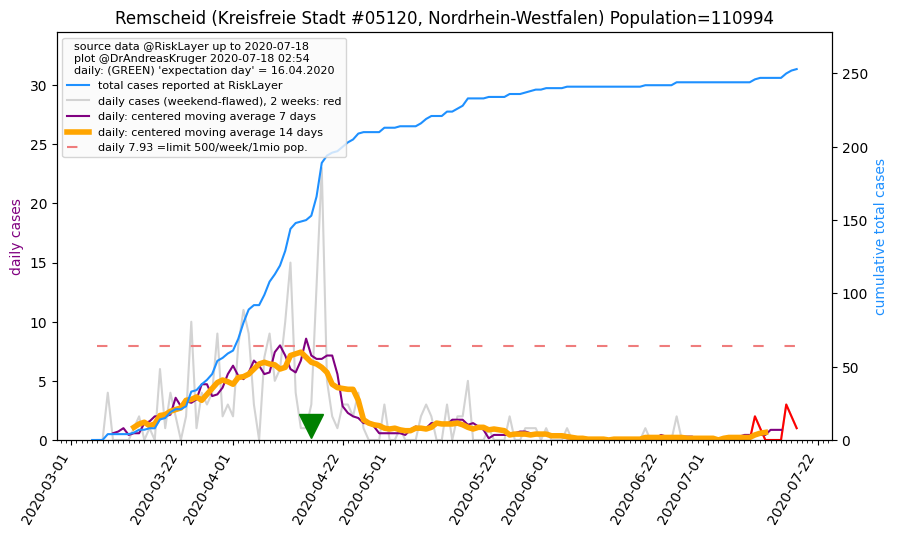 Remscheid (Kreisfreie Stadt #05120, Nordrhein-Westfalen) Population=110994
source data @RiskLayer up to 2020-07-18
plot @DrAndreasKruger 2020-07-18 02:54
daily: (GREEN) 'expectation day' = 16.04.2020
total cases reported at RiskLayer
daily cases (weekend-flawed), 2 weeks: red
daily: centered moving average 7 days
daily: centered moving average 14 days
daily 7.93 =limit 500/week/1mio pop.
daily cases
30
25
20
15
10
5
0
cumulative total cases
250
200
150
100
50
0
2020-03-01
2020-03-22
2020-04-01
2020-04-22
2020-05-01
2020-05-22
2020-06-01
2020-06-22
2020-07-01
2020-07-22